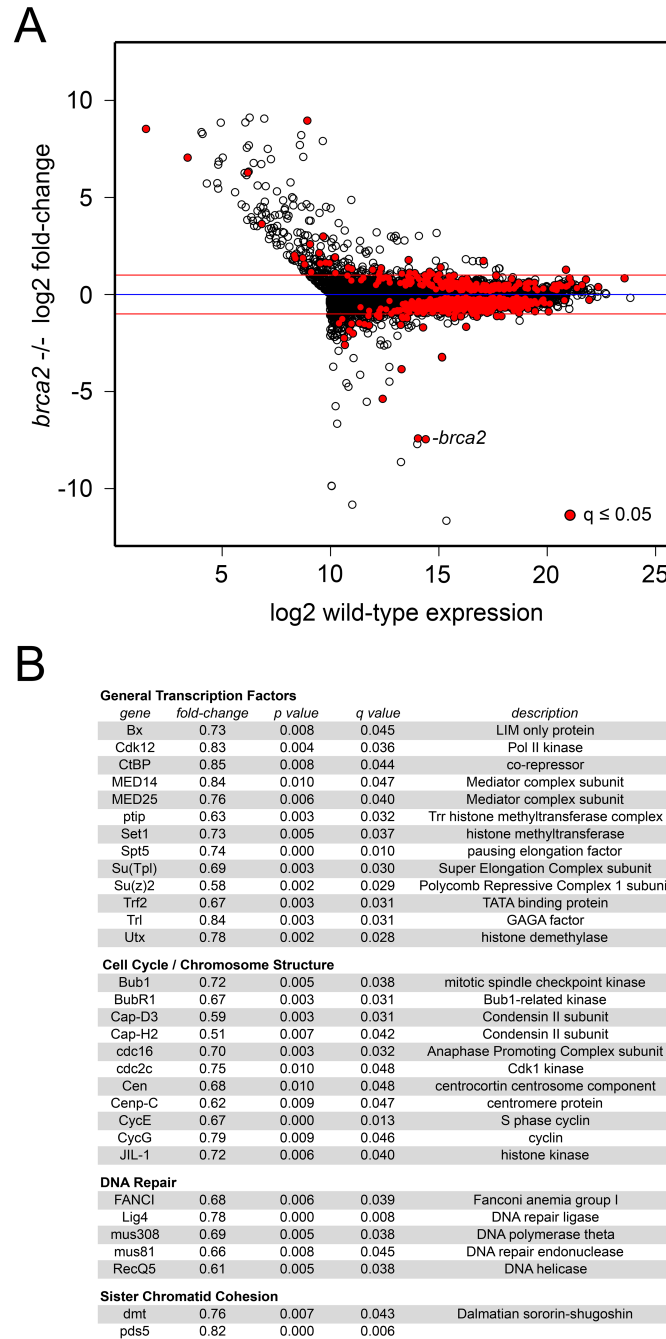 A
10
5
0
-5
-10
brca2 -/- log2 fold-change
-brca2
q ≤ 0.05
5
10
15
20
25
log2 wild-type expression
B
General Transcription Factors
gene fold-change p value q value description
Bx 0.73 0.008 0.045 LIM only protein
Cdk12 0.83 0.004 0.036 Pol II kinase
CtBP 0.85 0.008 0.044 co-repressor
MED14 0.84 0.010 0.047 Mediator complex subunit
MED25 0.76 0.006 0.040 Mediator complex subunit
ptip 0.63 0.003 0.032 Trr histone methyltransferase complex
Set1 0.73 0.005 0.037 histone methyltransferase
Spt5 0.74 0.000 0.010 pausing elongation factor
Su(Tpl) 0.69 0.003 0.030 Super Elongation Complex subunit
Su(z)2 0.58 0.002 0.029 Polycomb Repressive Complex 1 subuni
Trf2 0.67 0.003 0.031 TATA binding protein
Trl 0.84 0.003 0.031 GAGA factor
Utx 0.78 0.002 0.028 histone demethylase
Cell Cycle / Chromosome Structure
Bub1 0.72 0.005 0.038 mitotic spindle checkpoint kinase
BubR1 0.67 0.003 0.031 Bub1-related kinase
Cap-D3 0.59 0.003 0.031 Condensin II subunit
Cap-H2 0.51 0.007 0.042 Condensin II subunit
cdc16 0.70 0.003 0.032 Anaphase Promoting Complex subunit
cdc2c 0.75 0.010 0.048 Cdk1 kinase
Cen 0.68 0.010 0.048 centrocortin centrosome component
Cenp-C 0.62 0.009 0.047 centromere protein
CycE 0.67 0.000 0.013 S phase cyclin
CycG 0.79 0.009 0.046 cyclin
JIL-1 0.72 0.006 0.040 histone kinase
DNA Repair
FANCI 0.68 0.006 0.039 Fanconi anemia group I
Lig4 0.78 0.000 0.008 DNA repair ligase
mus308 0.69 0.005 0.038 DNA polymerase theta
mus81 0.66 0.008 0.045 DNA repair endonuclease
RecQ5 0.61 0.005 0.038 DNA helicase
Sister Chromatid Cohesion
dmt 0.76 0.007 0.043 Dalmatian sororin-shugoshin
pds5 0.82 0.000 0.006